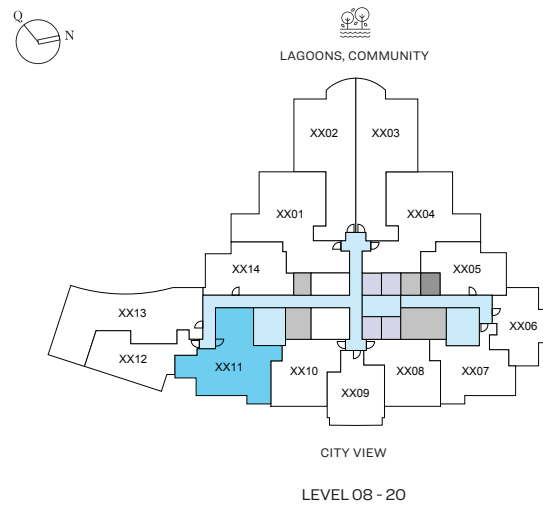 Q
N
LAGOONS, COMMUNITY
XX02 XX03
XX01 XX04
XX14 XX05
XX13
XX06
XX12
XX11 XX10 XX08 XX07
XX09
CITY VIEW
LEVEL 08 - 20